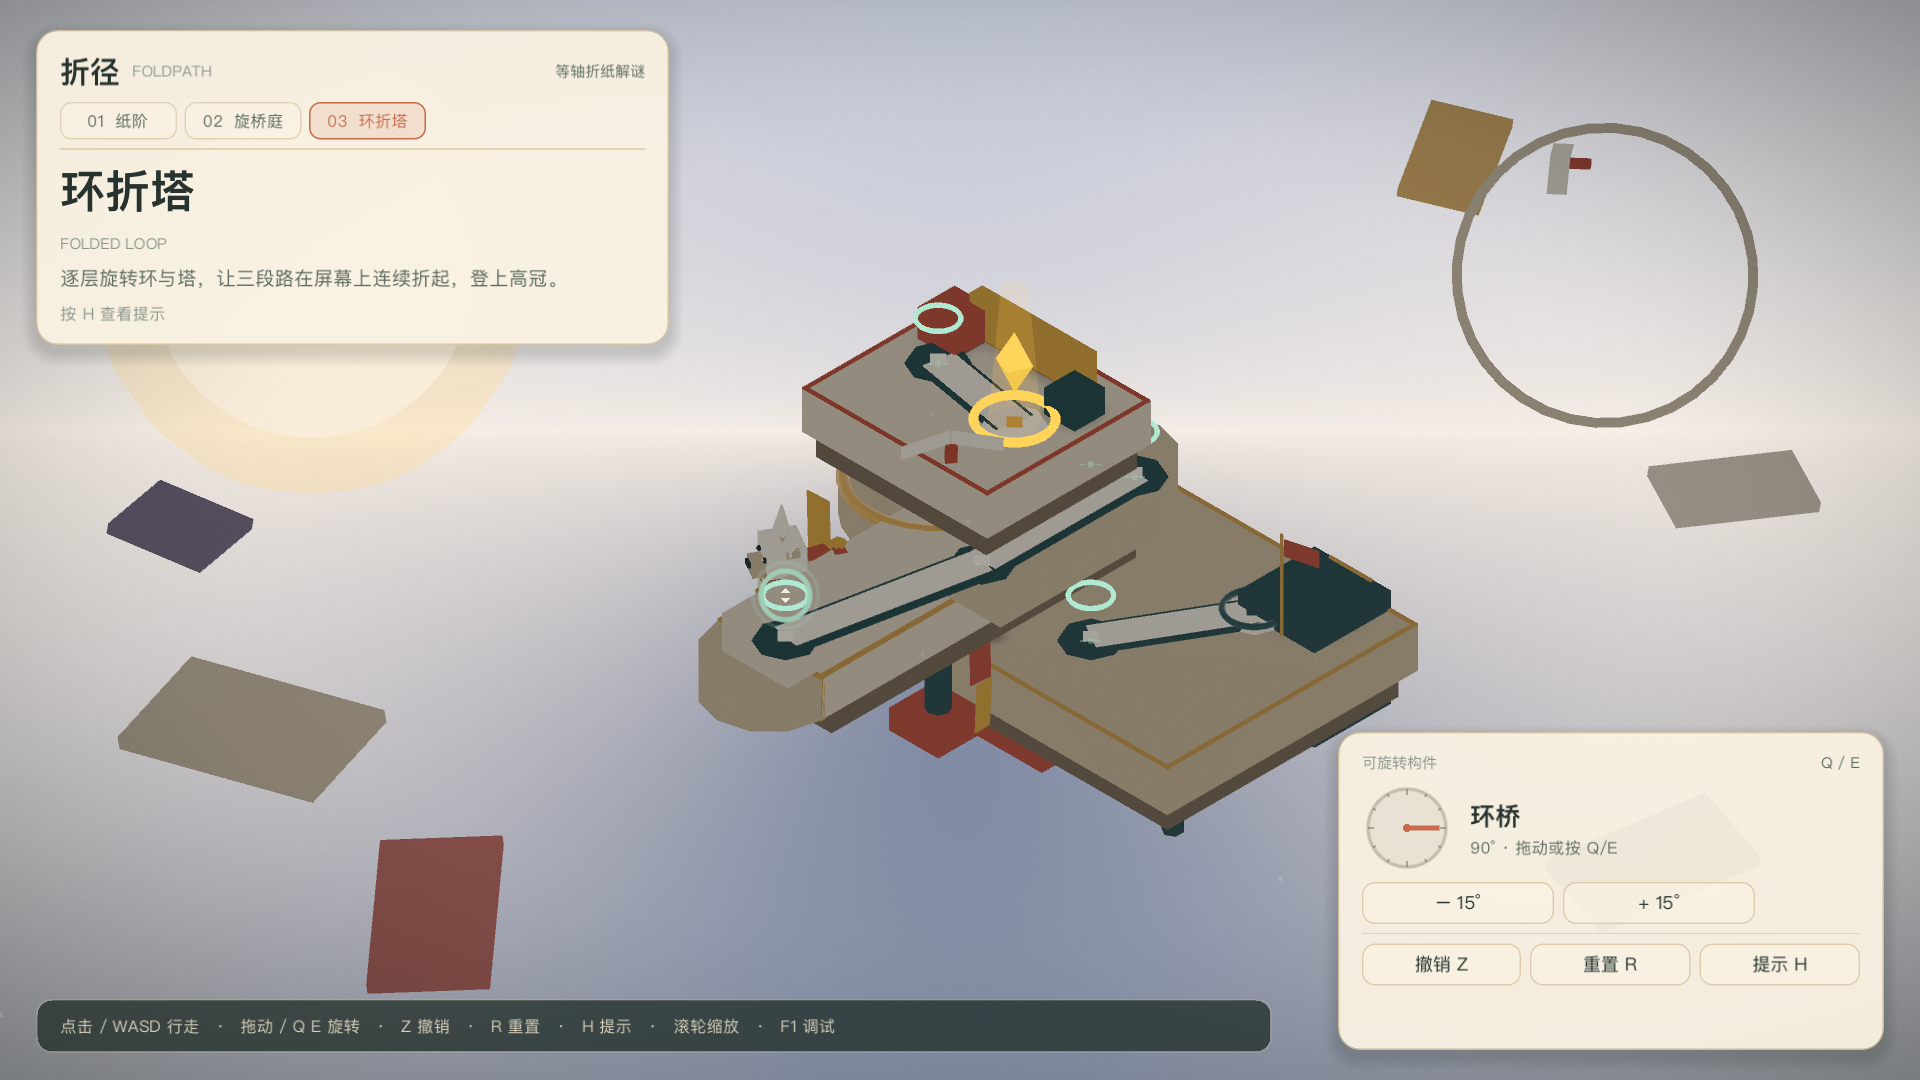 折径 FOLDPATH 等轴折纸解谜
01 纸阶 02 旋桥庭 03 环折塔
环折塔
FOLDED LOOP
逐层旋转环与塔，让三段路在屏幕上连续折起，登上高冠。
按 H 查看提示
可旋转构件 Q / E
环桥
90° · 拖动或按 Q/E
− 15° + 15°
撤销 Z 重置 R 提示 H
点击 / WASD 行走 · 拖动 / Q E 旋转 · Z 撤销 · R 重置 · H 提示 · 滚轮缩放 · F1 调试